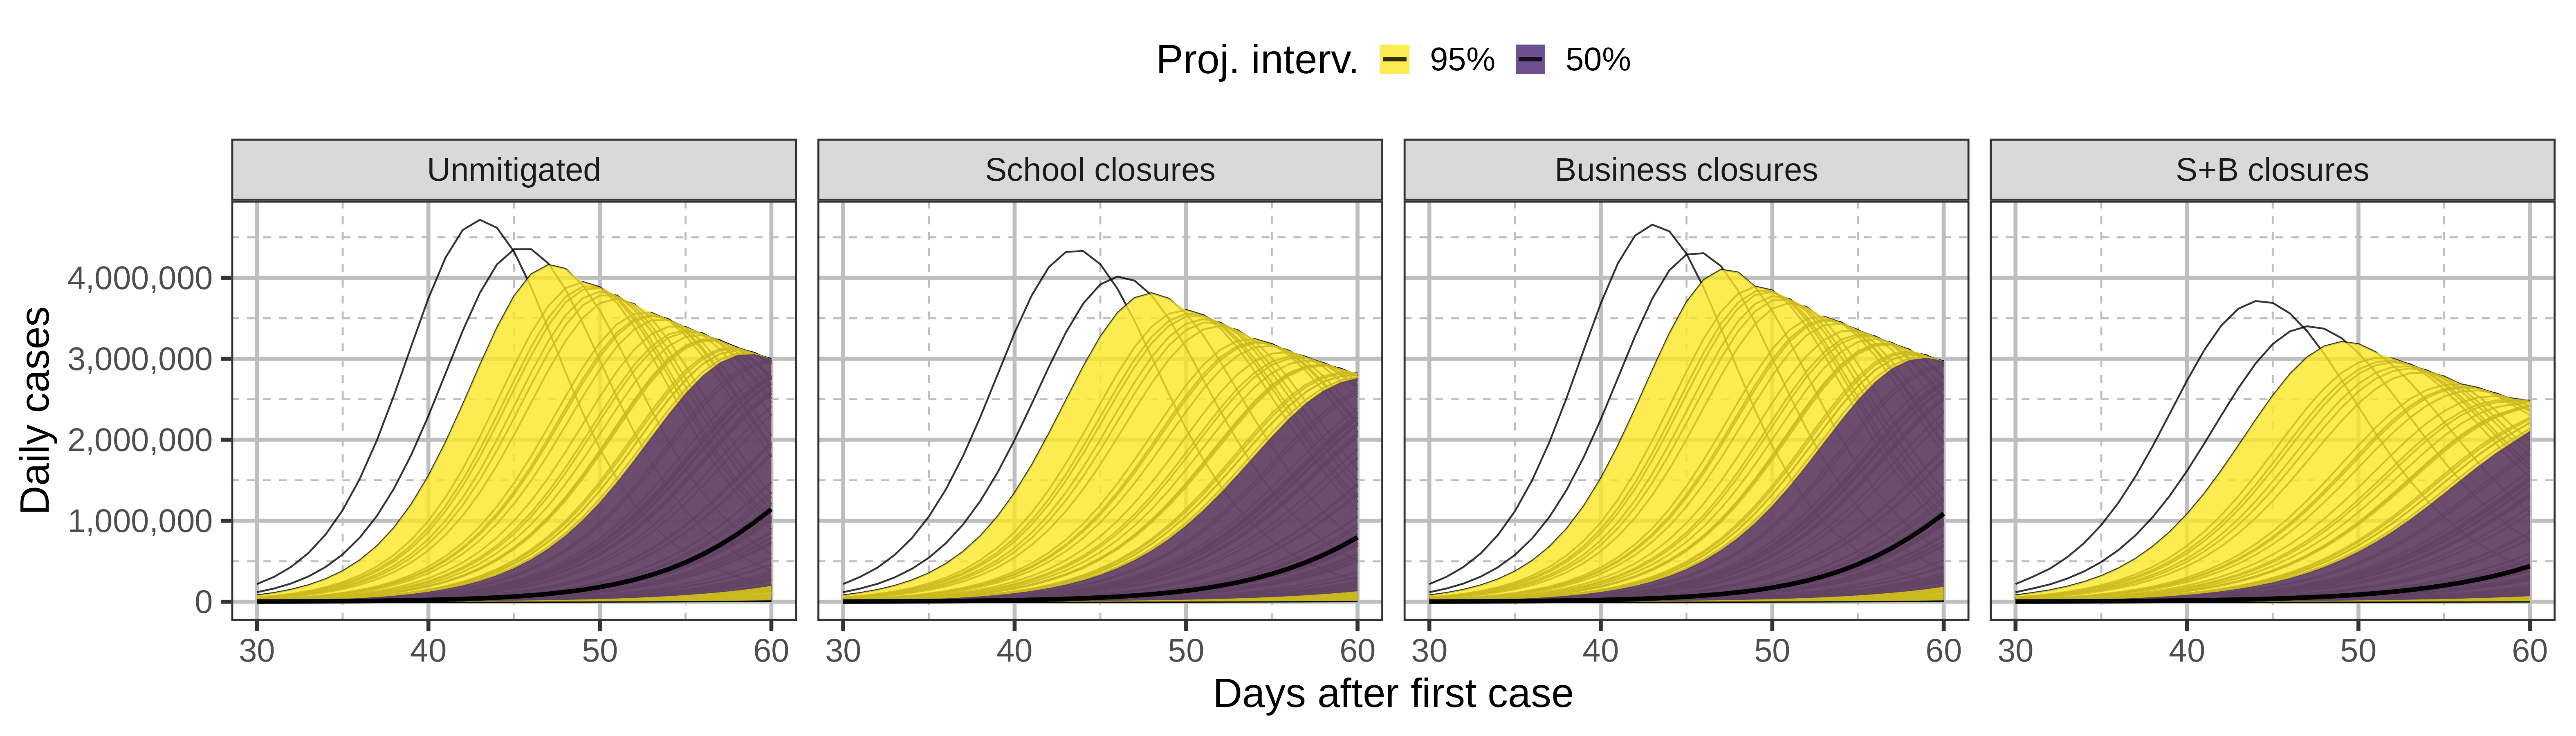 Proj. interv. 95% 50%
Unmitigated School closures Business closures S+B closures
Daily cases
4,000,000
3,000,000
2,000,000
1,000,000
0
30 40 50 60 30 40 50 60 30 40 50 60 30 40 50 60
Days after first case